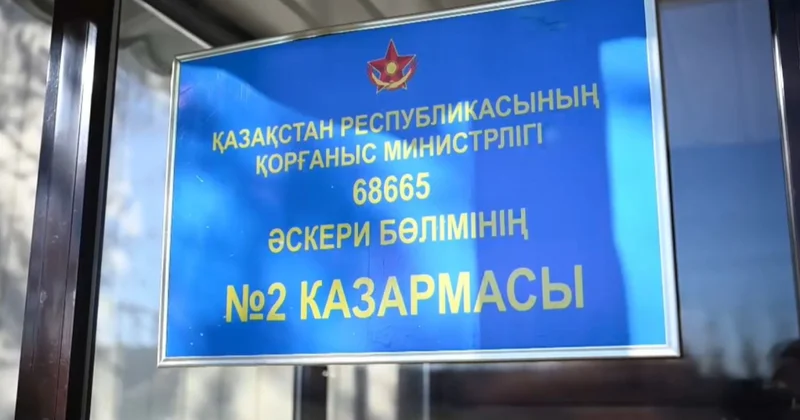 ҚАЗАҚСТАН РЕСПУБЛИКАСЫНЫҢ
ҚОРҒАНЫС МИНИСТРЛІГІ
68665
ӘСКЕРИ БӨЛІМІНІҢ
№2 КАЗАРМАСЫ